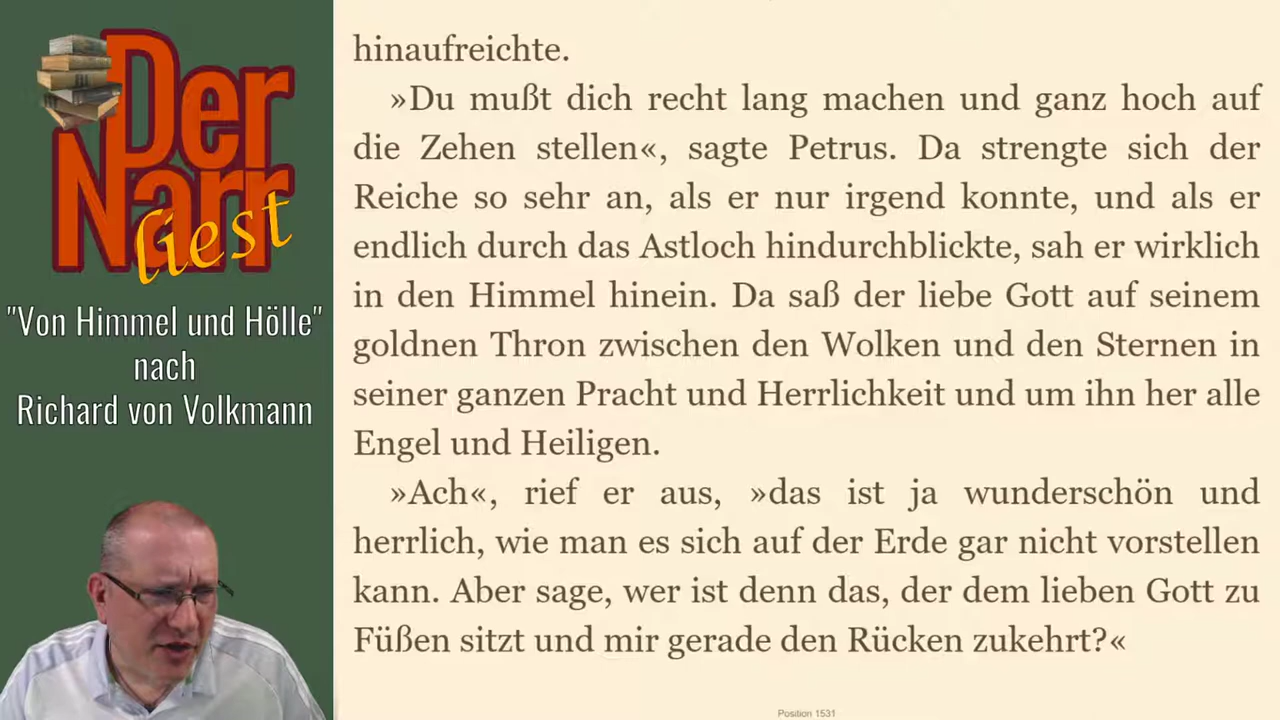 Der
Narr
liest
"Von Himmel und Hölle"
nach
Richard von Volkmann
hinaufreichte.
»Du mußt dich recht lang machen und ganz hoch auf
die Zehen stellen«, sagte Petrus. Da strengte sich der
Reiche so sehr an, als er nur irgend konnte, und als er
endlich durch das Astloch hindurchblickte, sah er wirklich
in den Himmel hinein. Da saß der liebe Gott auf seinem
goldnen Thron zwischen den Wolken und den Sternen in
seiner ganzen Pracht und Herrlichkeit und um ihn her alle
Engel und Heiligen.
»Ach«, rief er aus, »das ist ja wunderschön und
herrlich, wie man es sich auf der Erde gar nicht vorstellen
kann. Aber sage, wer ist denn das, der dem lieben Gott zu
Füßen sitzt und mir gerade den Rücken zukehrt?«
Position 1531